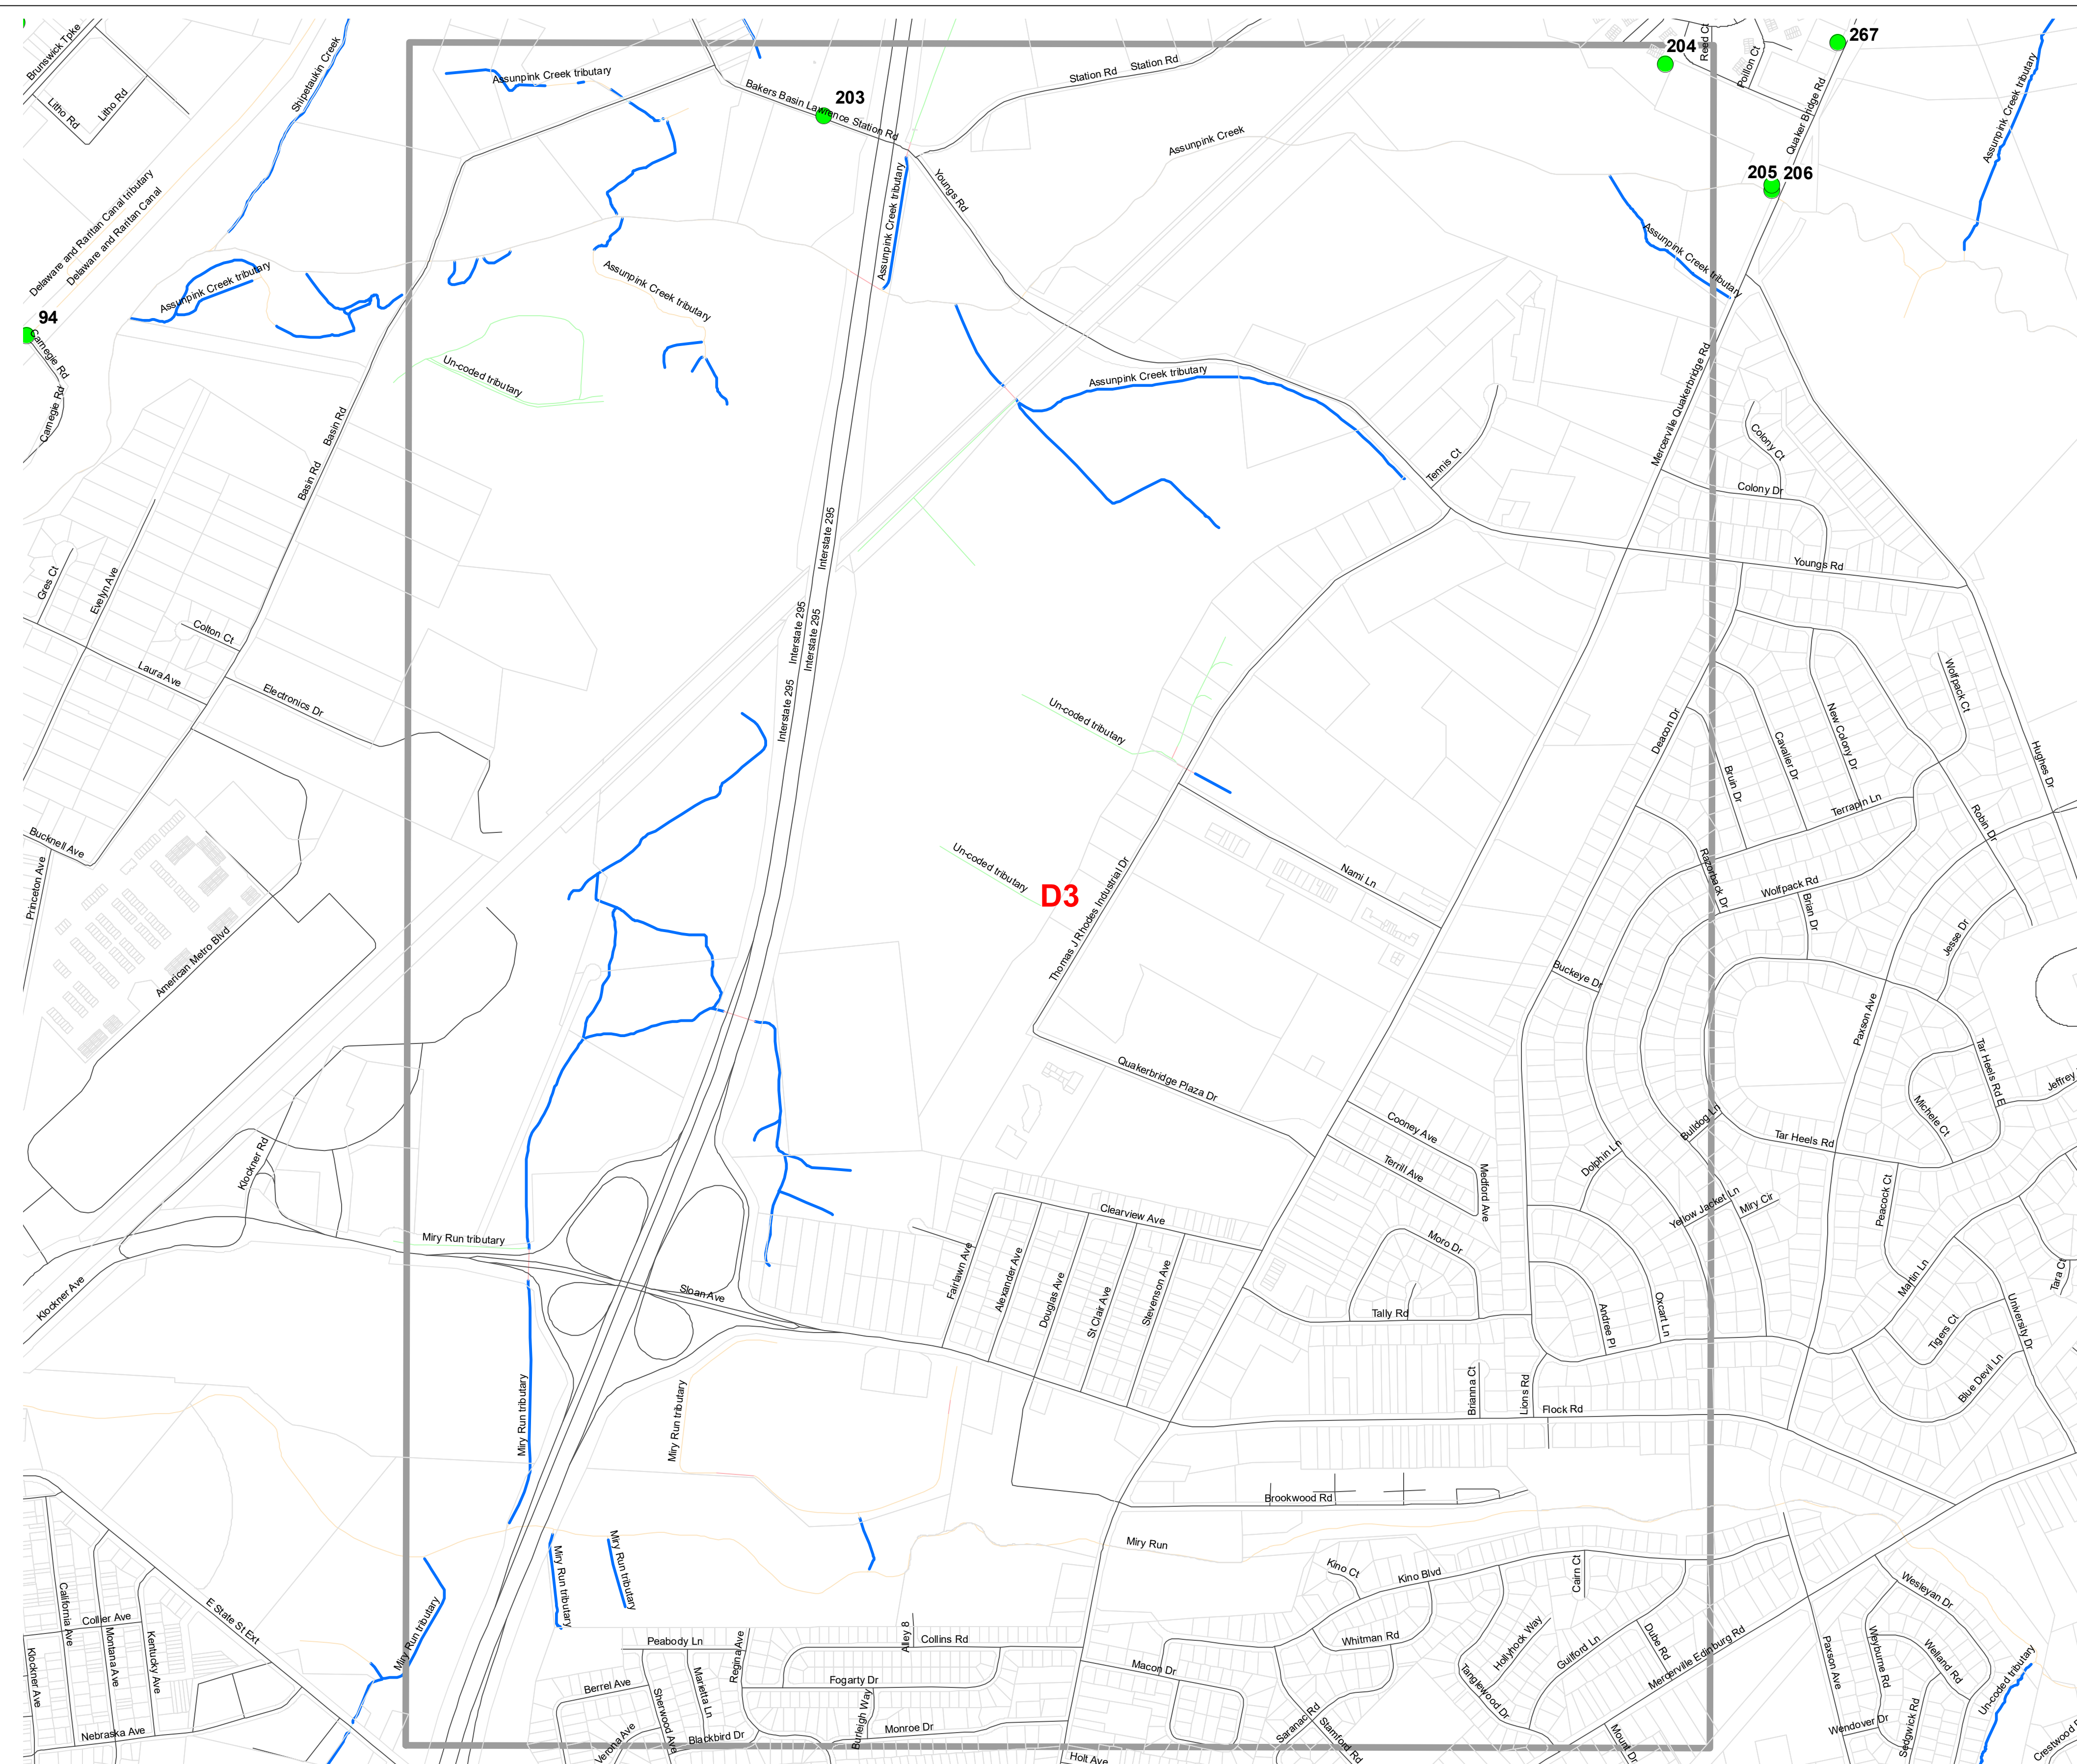 Brunswick Tpke
Litho Rd
Litho Rd
Shipetaukin Creek
Assunpink Creek tributary
203
Bakers Basin Lawrence Station Rd
Station Rd
Station Rd
204
Reed Ct
Poillon Ct
267
Quaker Bridge Rd
Assunpink Creek tributary
Assunpink Creek
205
206
Delaware and Raritan Canal tributary
Delaware and Raritan Canal
Assunpink Creek tributary
Youngs Rd
Assunpink Creek tributary
Assunpink Creek tributary
Assunpink Creek tributary
94
Carnegie Rd
Carnegie Rd
Un-coded tributary
Assunpink Creek tributary
Mercerville Quakerbridge Rd
Basin Rd
Basin Rd
Colony Ct
Colony Dr
Tennis Ct
Interstate 295
Youngs Rd
Gres Ct
Evelyn Ave
Colton Ct
Laura Ave
Electronics Dr
Interstate 295
Interstate 295
Interstate 295
Un-coded tributary
Deacon Dr
Bruin Dr
Cavalier Dr
New Colony Dr
Wolfpack Ct
Hughes Dr
Terrapin Ln
Robin Dr
Bucknell Ave
Princeton Ave
American Metro Blvd
Un-coded tributary
D3
Thomas J Rhodes Industrial Dr
Nami Ln
Razorback Dr
Wolfpack Rd
Brian Dr
Jesse Dr
Buckeye Dr
Paxson Ave
Quakerbridge Plaza Dr
Tar Heels Rd E
Jeffrey
Michele Ct
Cooney Ave
Terrill Ave
Medford Ave
Bulldog Ln
Dolphin Ln
Tar Heels Rd
Klockner Rd
Yellow Jacket Ln
Miry Cir
Peacock Ct
Clearview Ave
Moro Dr
Miry Run tributary
Fairlawn Ave
Alexander Ave
Douglas Ave
St Clair Ave
Stevenson Ave
Sloan Ave
Klockner Ave
Tally Rd
Andree Pl
Oxcart Ln
Martin Ln
Tara Ct
University Dr
Tigers Ct
Blue Devil Ln
Miry Run tributary
Miry Run tributary
Brianna Ct
Lions Rd
Flock Rd
Brookwood Rd
Miry Run
Miry Run tributary
Miry Run tributary
Miry Run tributary
Kino Ct
Kino Blvd
Cairn Ct
Wesleyan Dr
California Ave
Collier Ave
Montana Ave
Kentucky Ave
Klockner Ave
Nebraska Ave
E State St Ext
Peabody Ln
Regina Ave
Alley 8
Collins Rd
Berrel Ave
Sherwood Ave
Marietta Ln
Fogarty Dr
Burleigh Way
Monroe Dr
Verona Ave
Blackbird Dr
Macon Dr
Holt Ave
Whitman Rd
Saranac Rd
Stamford Rd
Tanglewood Dr
Hollyhock Way
Guilford Ln
Dube Rd
Mercerville Edinburg Rd
Mount Dr
Paxson Ave
Weyburne Rd
Welland Rd
Wendover Dr
Sedgwick Rd
Un-coded tributary
Crestwood